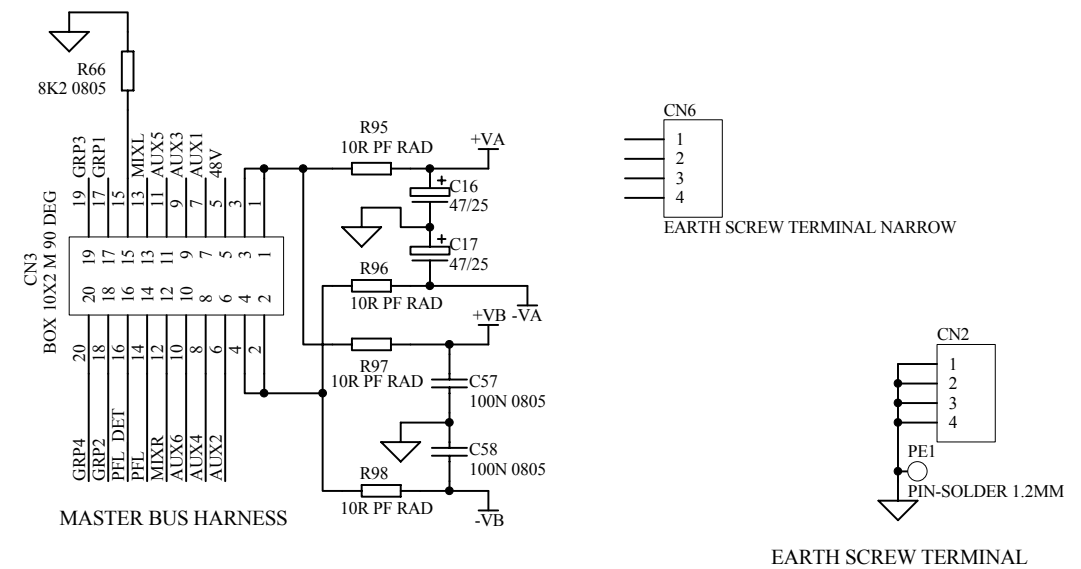 R66
8K2 0805
19 GRP3
17 GRP1
15
13 MIXL
11 AUX5
9 AUX3
7 AUX1
5 48V
3
1
CN3
BOX 10X2 M 90 DEG
19 17 15 13 11 9 7 5 3 1
20 18 16 14 12 10 8 6 4 2
GRP4 20
GRP2 18
PFL DET 16
PFL 14
MIXR 12
AUX6 10
AUX4 8
AUX2 6
4
2
MASTER BUS HARNESS
R95
10R PF RAD
+VA
+
C16
47/25
+
C17
47/25
R96
10R PF RAD
-VA
+VB
R97
10R PF RAD
C57
100N 0805
C58
100N 0805
R98
10R PF RAD
-VB
CN6
1
2
3
4
EARTH SCREW TERMINAL NARROW
CN2
1
2
3
4
PE1
PIN-SOLDER 1.2MM
EARTH SCREW TERMINAL